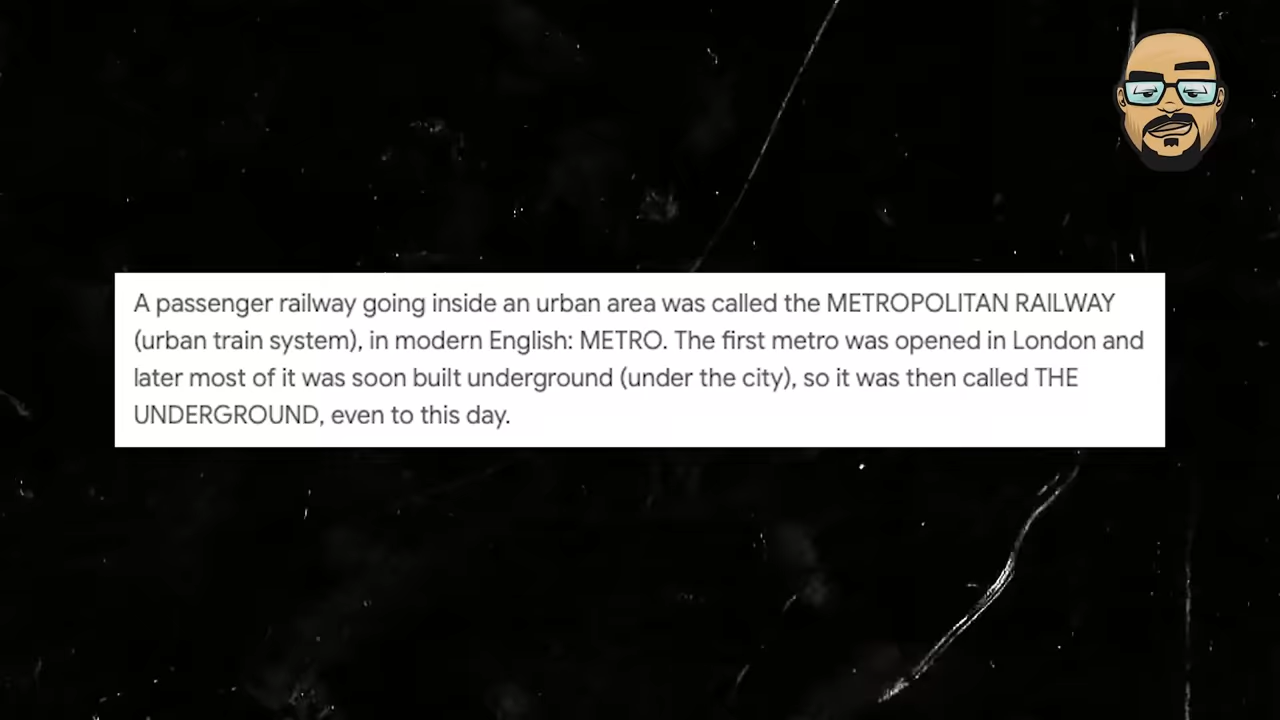 A passenger railway going inside an urban area was called the METROPOLITAN RAILWAY
(urban train system), in modern English: METRO. The first metro was opened in London and
later most of it was soon built underground (under the city), so it was then called THE
UNDERGROUND, even to this day.